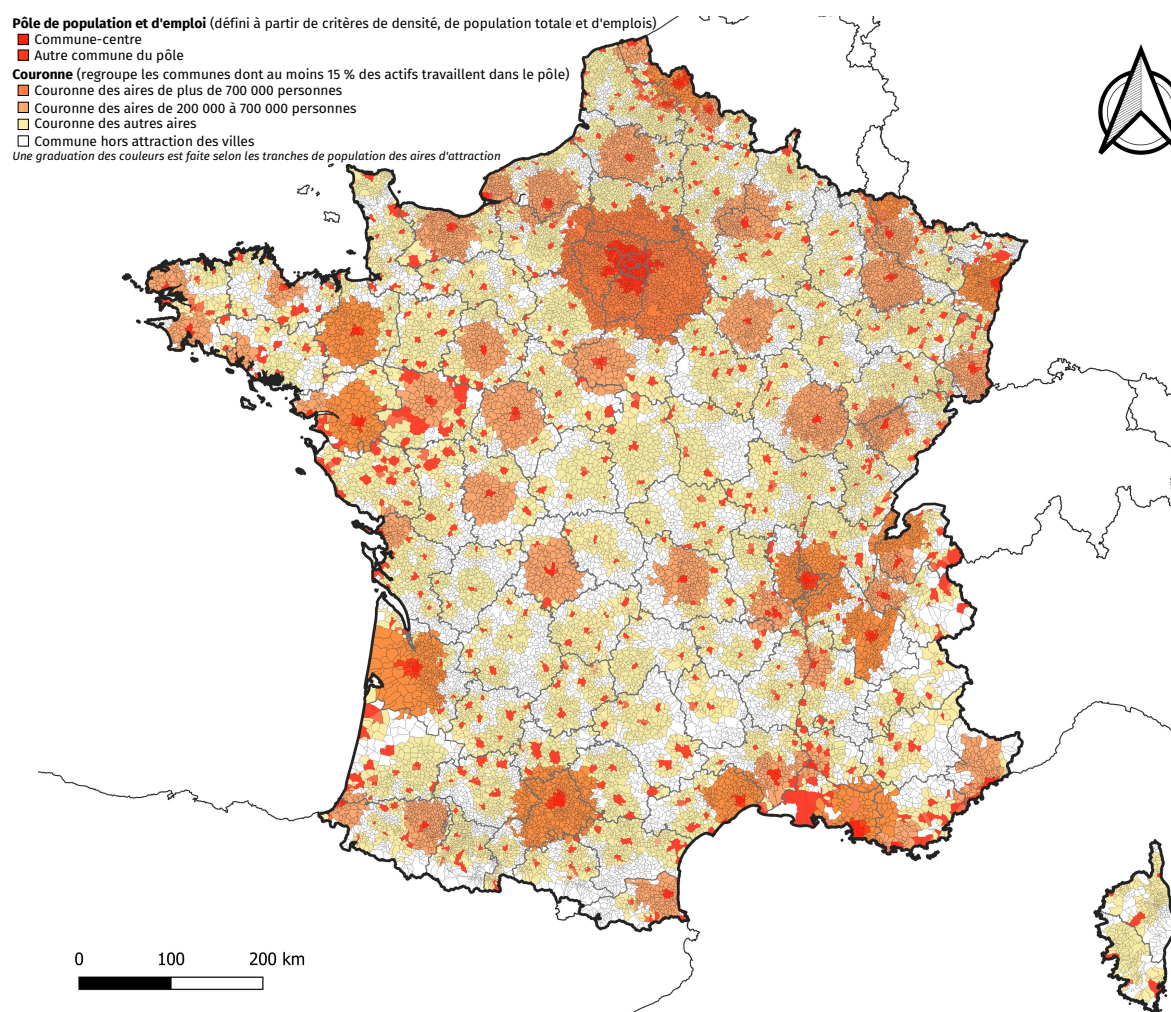 Pôle de population et d'emploi (défini à partir de critères de densité, de population totale et d'emplois)
Commune-centre
Autre commune du pôle
Couronne (regroupe les communes dont au moins 15 % des actifs travaillent dans le pôle)
Couronne des aires de plus de 700 000 personnes
Couronne des aires de 200 000 à 700 000 personnes
Couronne des autres aires
Commune hors attraction des villes
Une graduation des couleurs est faite selon les tranches de population des aires d'attraction
0 100 200 km